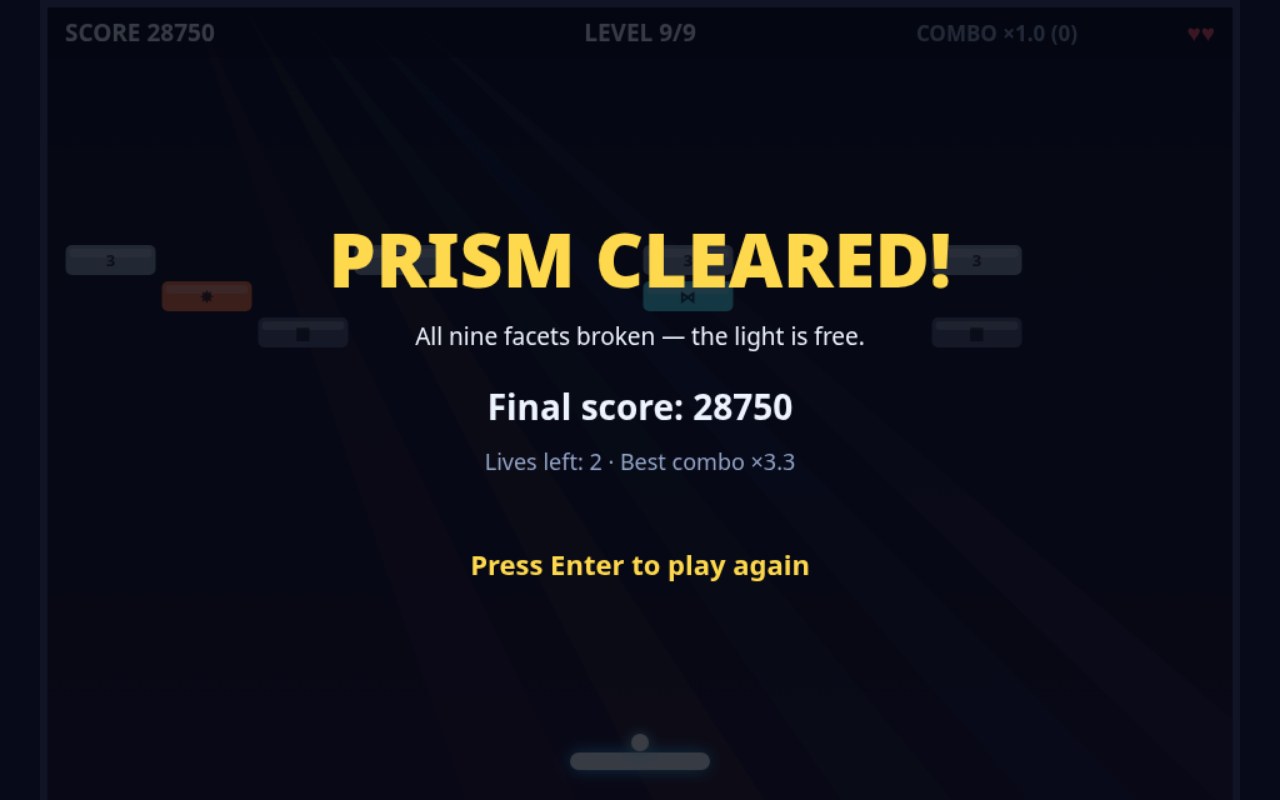 SCORE 28750 LEVEL 9/9 COMBO ×1.0 (0) ♥♥
PRISM CLEARED!
3 3 3
All nine facets broken — the light is free.
Final score: 28750
Lives left: 2 · Best combo ×3.3
Press Enter to play again